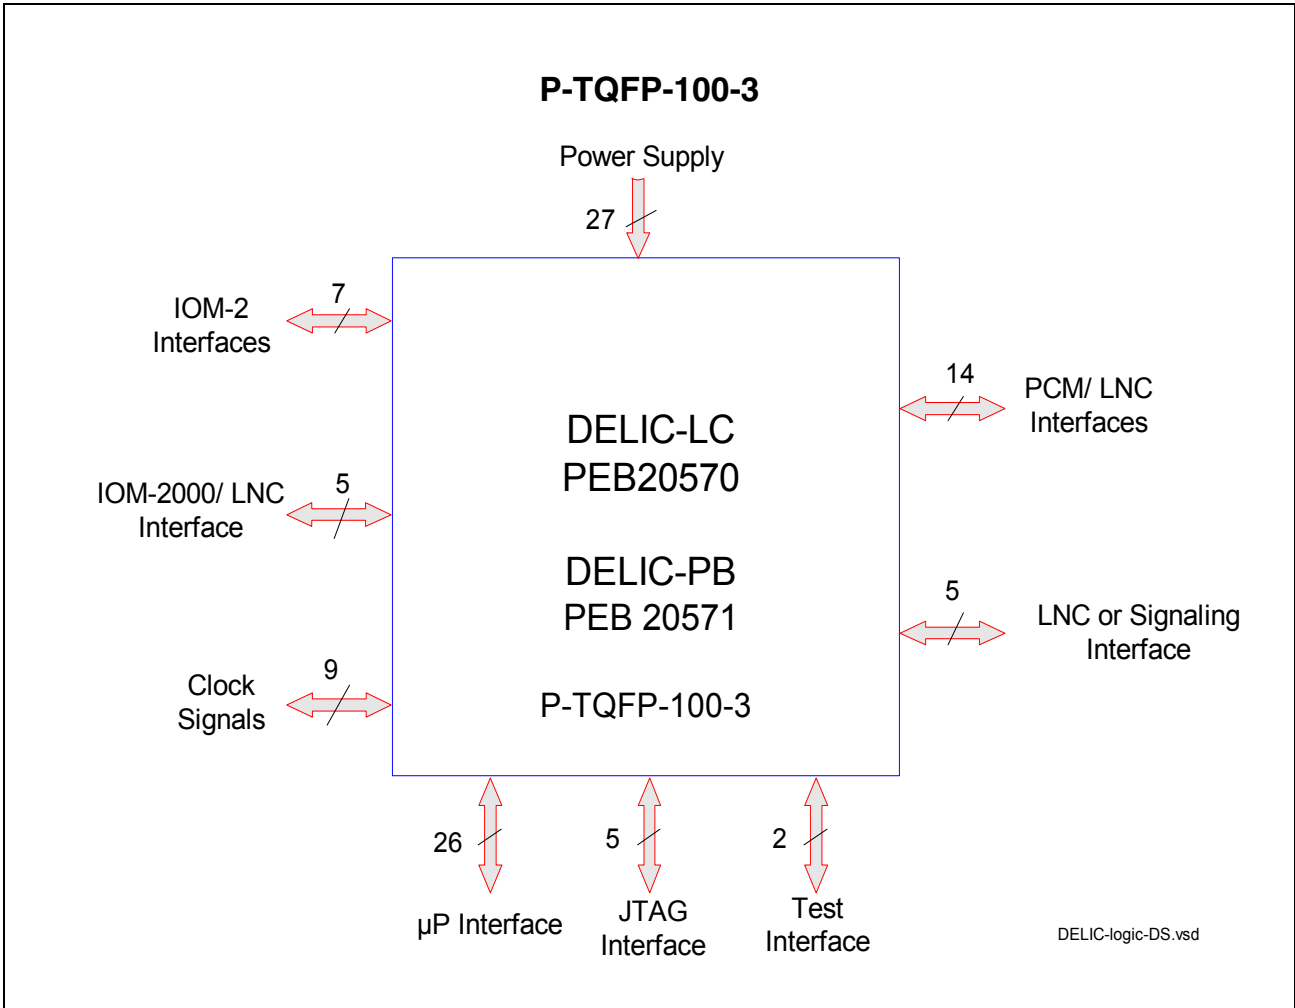 P-TQFP-100-3
Power Supply
27
7
IOM-2
Interfaces
14
PCM/ LNC
Interfaces
DELIC-LC
PEB20570
5
IOM-2000/ LNC
Interface
DELIC-PB
PEB 20571
5
LNC or Signaling
Interface
9
Clock
Signals
P-TQFP-100-3
26
5
2
µP Interface
JTAG
Interface
Test
Interface
DELIC-logic-DS.vsd